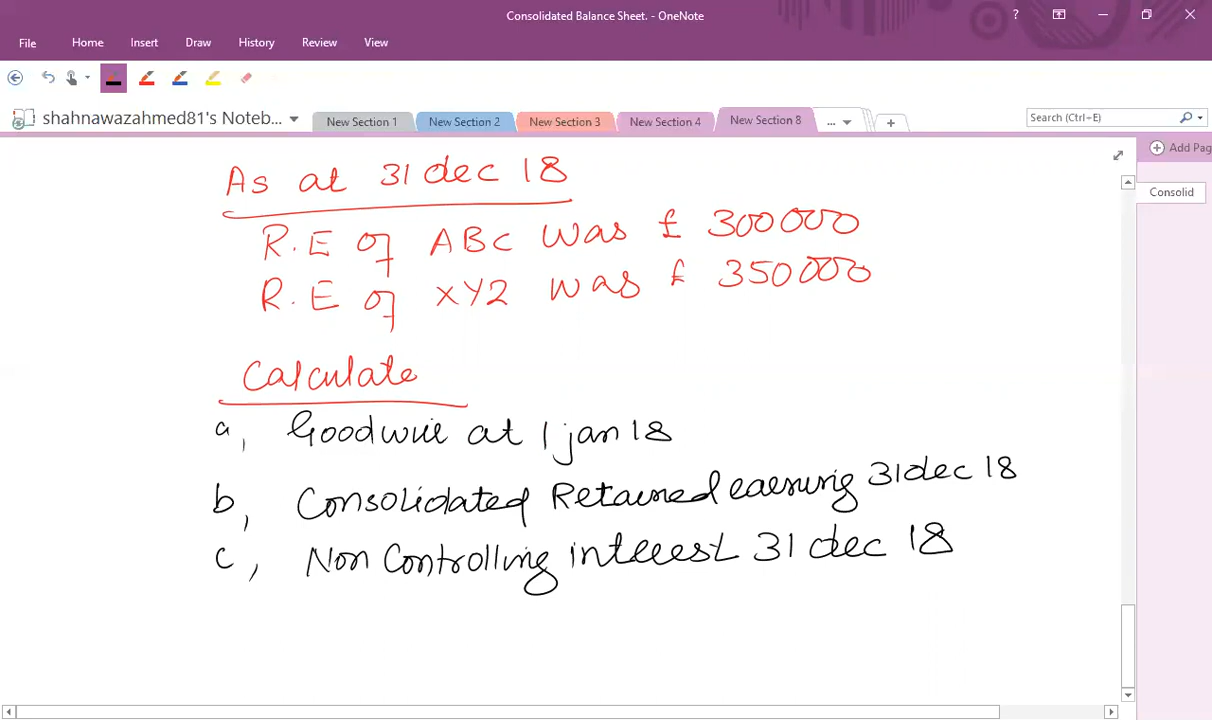 Consolidated Balance Sheet. - OneNote
?
File Home Insert Draw History Review View
shahnawazahmed81's Noteb... New Section 1 New Section 2 New Section 3 New Section 4 New Section 8 ... + Search (Ctrl+E)
Add Pag
Consolid
As at 31 dec 18
R.E of ABC was £ 300000
R.E of XYZ was £ 350000
Calculate
a, Goodwill at 1 jan 18
b, Consolidated Retained earning 31 dec 18
c, Non Controlling interest 31 dec 18